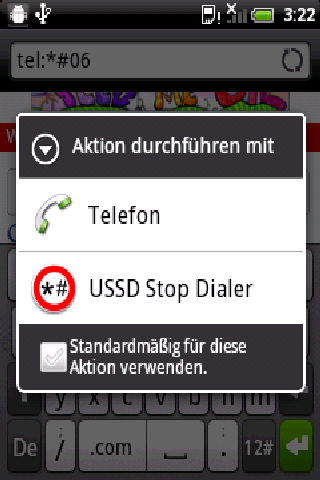 3:22
tel:*#06
Aktion durchführen mit
Telefon
*#
USSD Stop Dialer
Standardmäßig für diese
Aktion verwenden.
y x c v b n m
De / .com . 12#